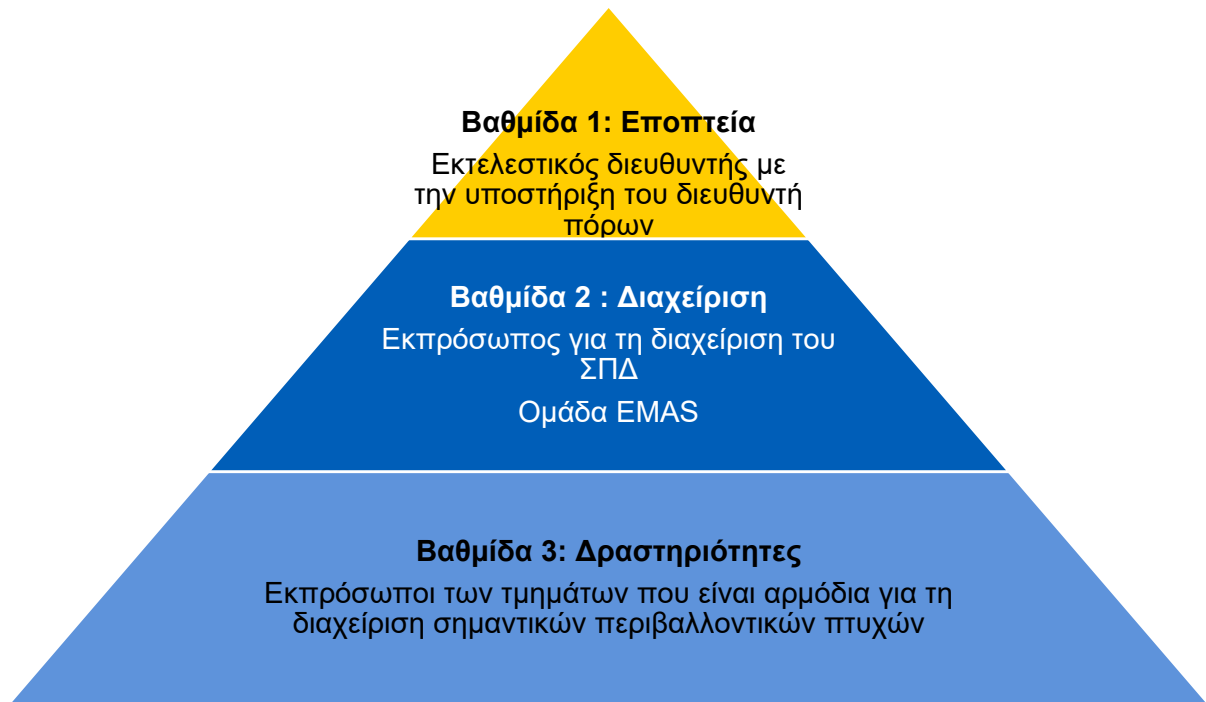 Βαθμίδα 1: Εποπτεία
Εκτελεστικός διευθυντής με
την υποστήριξη του διευθυντή
πόρων
Βαθμίδα 2 : Διαχείριση
Εκπρόσωπος για τη διαχείριση του
ΣΠΔ
Ομάδα EMAS
Βαθμίδα 3: Δραστηριότητες
Εκπρόσωποι των τμημάτων που είναι αρμόδια για τη
διαχείριση σημαντικών περιβαλλοντικών πτυχών